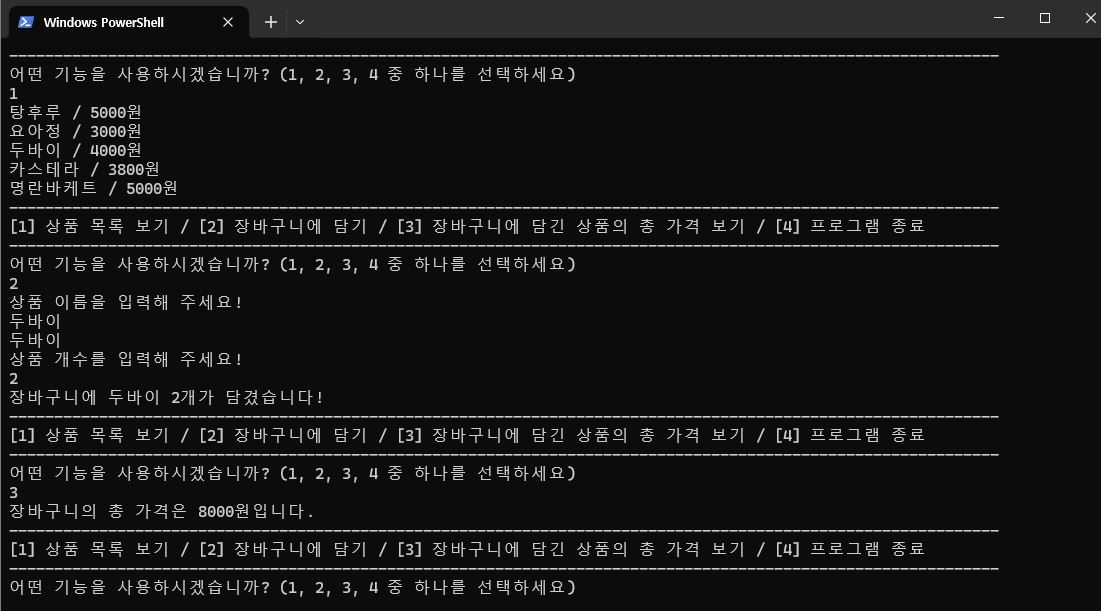 Windows PowerShell
어떤 기능을 사용하시겠습니까? (1, 2, 3, 4 중 하나를 선택하세요)
1
탕후루 / 5000원
요아정 / 3000원
두바이 / 4000원
카스테라 / 3800원
명란바게트 / 5000원
[1] 상품 목록 보기 / [2] 장바구니에 담기 / [3] 장바구니에 담긴 상품의 총 가격 보기 / [4] 프로그램 종료
어떤 기능을 사용하시겠습니까? (1, 2, 3, 4 중 하나를 선택하세요)
2
상품 이름을 입력해 주세요!
두바이
두바이
상품 개수를 입력해 주세요!
2
장바구니에 두바이 2개가 담겼습니다!
[1] 상품 목록 보기 / [2] 장바구니에 담기 / [3] 장바구니에 담긴 상품의 총 가격 보기 / [4] 프로그램 종료
어떤 기능을 사용하시겠습니까? (1, 2, 3, 4 중 하나를 선택하세요)
3
장바구니의 총 가격은 8000원입니다.
[1] 상품 목록 보기 / [2] 장바구니에 담기 / [3] 장바구니에 담긴 상품의 총 가격 보기 / [4] 프로그램 종료
어떤 기능을 사용하시겠습니까? (1, 2, 3, 4 중 하나를 선택하세요)